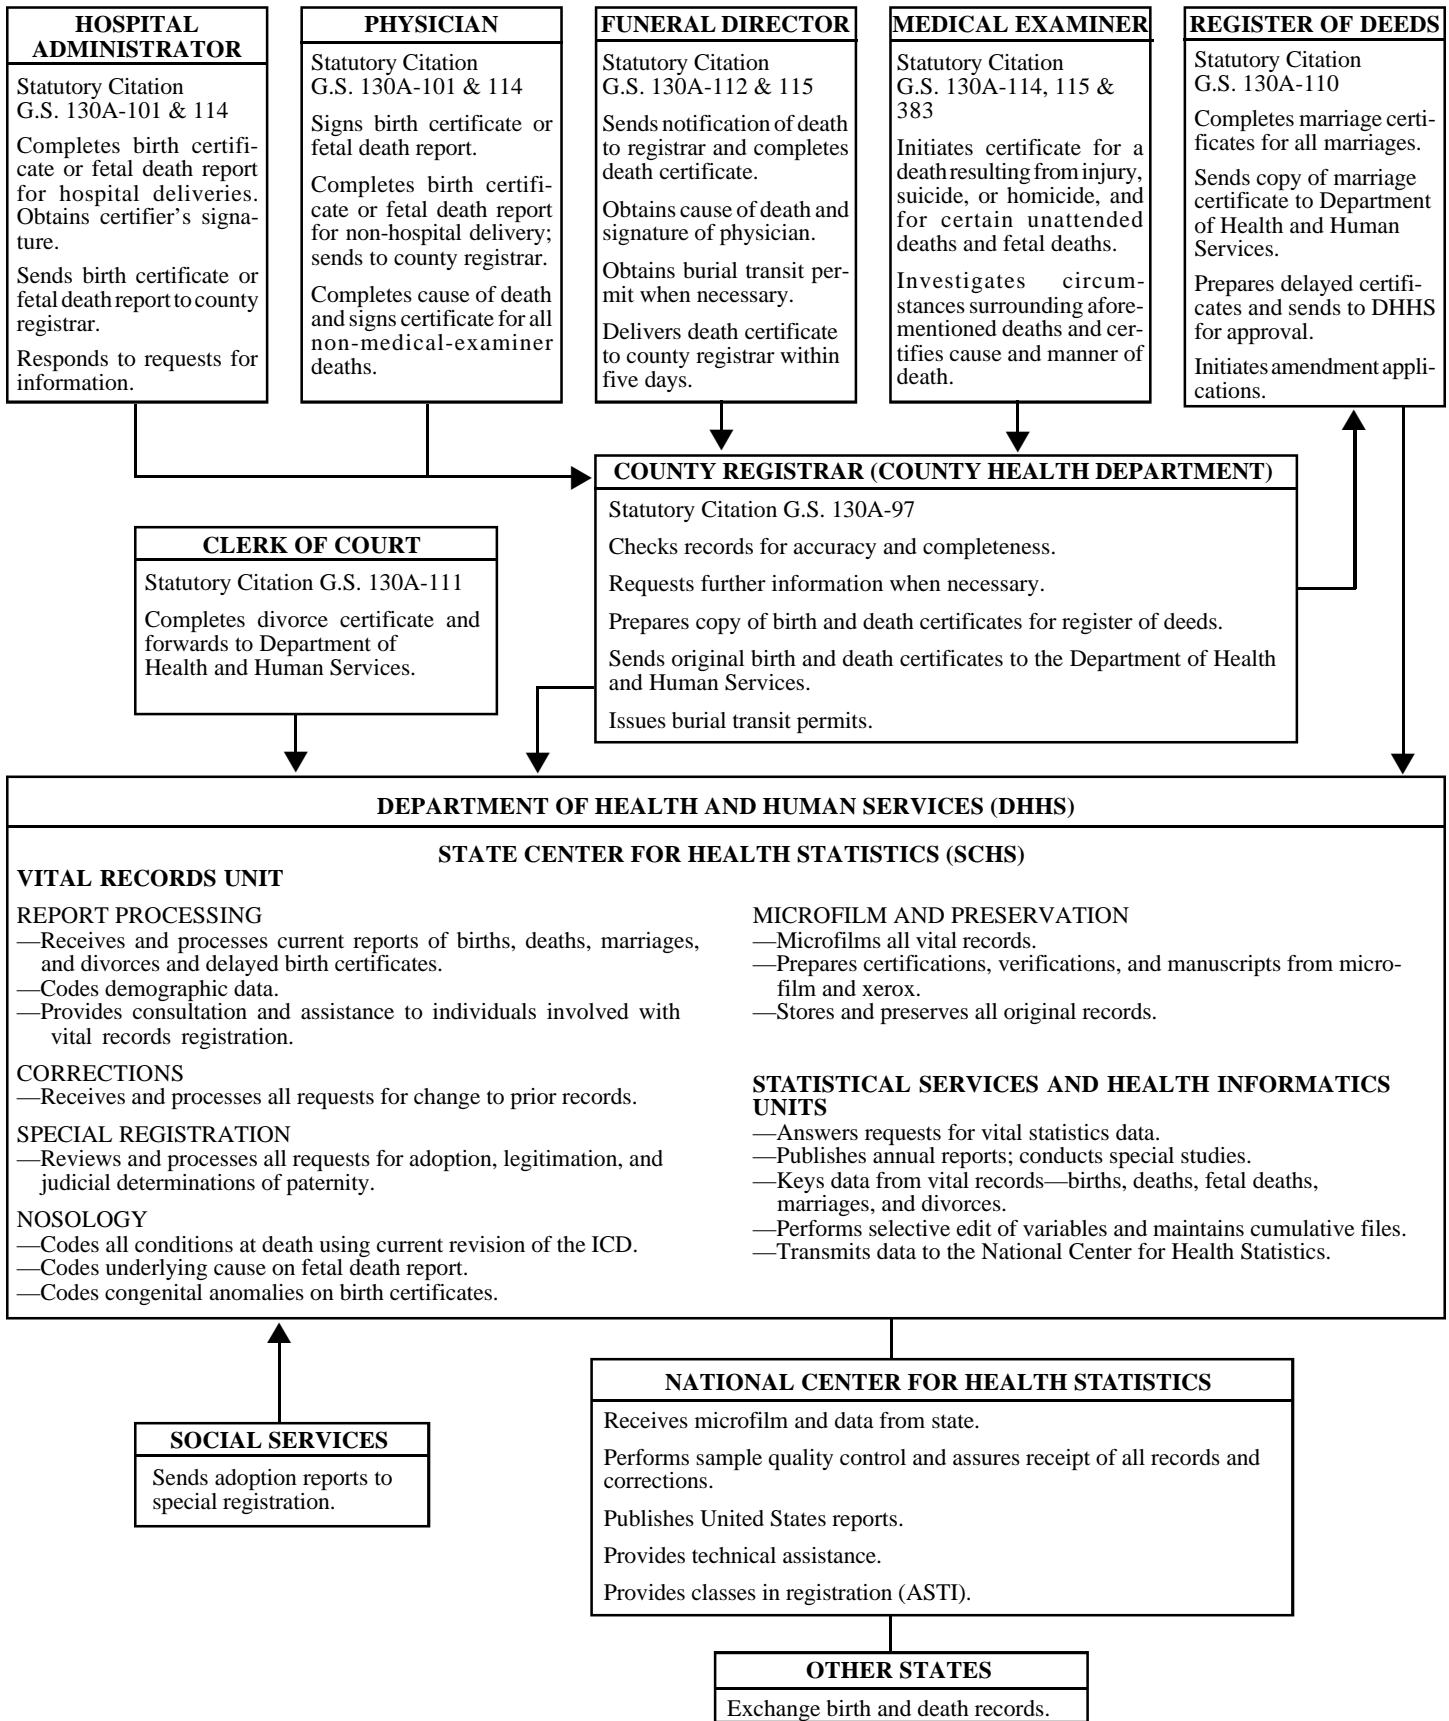 HOSPITAL
ADMINISTRATOR
Statutory Citation
G.S. 130A-101 & 114
Completes birth certifi-
cate or fetal death report
for hospital deliveries.
Obtains certifier's signa-
ture.
Sends birth certificate or
fetal death report to county
registrar.
Responds to requests for
information.
PHYSICIAN
Statutory Citation
G.S. 130A-101 & 114
Signs birth certificate or
fetal death report.
Completes birth certifi-
cate or fetal death report
for non-hospital delivery;
sends to county registrar.
Completes cause of death
and signs certificate for all
non-medical-examiner
deaths.
FUNERAL DIRECTOR
Statutory Citation
G.S. 130A-112 & 115
Sends notification of death
to registrar and completes
death certificate.
Obtains cause of death and
signature of physician.
Obtains burial transit per-
mit when necessary.
Delivers death certificate
to county registrar within
five days.
MEDICAL EXAMINER
Statutory Citation
G.S. 130A-114, 115 &
383
Initiates certificate for a
death resulting from injury,
suicide, or homicide, and
for certain unattended
deaths and fetal deaths.
Investigates circum-
stances surrounding afore-
mentioned deaths and cer-
tifies cause and manner of
death.
REGISTER OF DEEDS
Statutory Citation
G.S. 130A-110
Completes marriage certi-
ficates for all marriages.
Sends copy of marriage
certificate to Department
of Health and Human
Services.
Prepares delayed certifi-
cates and sends to DHHS
for approval.
Initiates amendment appli-
cations.
COUNTY REGISTRAR (COUNTY HEALTH DEPARTMENT)
Statutory Citation G.S. 130A-97
Checks records for accuracy and completeness.
Requests further information when necessary.
Prepares copy of birth and death certificates for register of deeds.
Sends original birth and death certificates to the Department of Health
and Human Services.
Issues burial transit permits.
CLERK OF COURT
Statutory Citation G.S. 130A-111
Completes divorce certificate and
forwards to Department of
Health and Human Services.
DEPARTMENT OF HEALTH AND HUMAN SERVICES (DHHS)
STATE CENTER FOR HEALTH STATISTICS (SCHS)
VITAL RECORDS UNIT
REPORT PROCESSING
—Receives and processes current reports of births, deaths, marriages,
and divorces and delayed birth certificates.
—Codes demographic data.
—Provides consultation and assistance to individuals involved with
vital records registration.
CORRECTIONS
—Receives and processes all requests for change to prior records.
SPECIAL REGISTRATION
—Reviews and processes all requests for adoption, legitimation, and
judicial determinations of paternity.
NOSOLOGY
—Codes all conditions at death using current revision of the ICD.
—Codes underlying cause on fetal death report.
—Codes congenital anomalies on birth certificates.
MICROFILM AND PRESERVATION
—Microfilms all vital records.
—Prepares certifications, verifications, and manuscripts from micro-
film and xerox.
—Stores and preserves all original records.
STATISTICAL SERVICES AND HEALTH INFORMATICS
UNITS
—Answers requests for vital statistics data.
—Publishes annual reports; conducts special studies.
—Keys data from vital records—births, deaths, fetal deaths,
marriages, and divorces.
—Performs selective edit of variables and maintains cumulative files.
—Transmits data to the National Center for Health Statistics.
SOCIAL SERVICES
Sends adoption reports to
special registration.
NATIONAL CENTER FOR HEALTH STATISTICS
Receives microfilm and data from state.
Performs sample quality control and assures receipt of all records and
corrections.
Publishes United States reports.
Provides technical assistance.
Provides classes in registration (ASTI).
OTHER STATES
Exchange birth and death records.